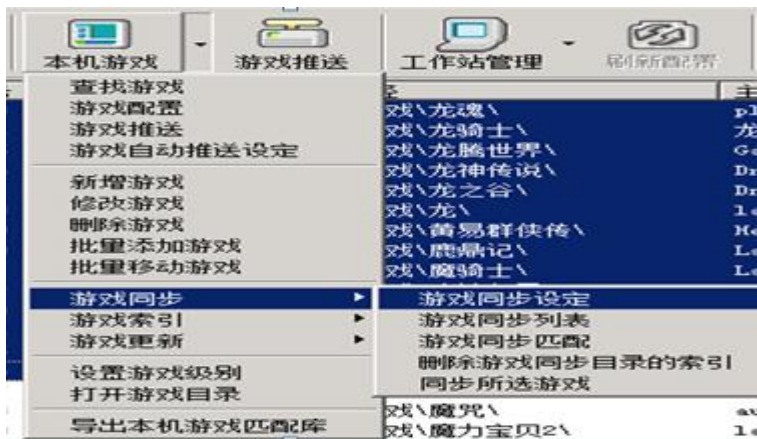 本机游戏 游戏推送 工作站管理 刷新配置
查找游戏
游戏配置
游戏推送
游戏自动推送设定
新增游戏
修改游戏
删除游戏
批量添加游戏
批量移动游戏
游戏同步
游戏索引
游戏更新
设置游戏级别
打开游戏目录
导出本机游戏匹配库
游戏同步设定
游戏同步列表
游戏同步匹配
删除游戏同步目录的索引
同步所选游戏
主
戏\龙魂\ pl
戏\龙骑士\ 龙
戏\龙腾世界\ Ga
戏\龙神传说\ Dr
戏\龙之谷\ Dr
戏\龙\
戏\黄易群侠传\
戏\鹿鼎记\
戏\魔骑士\
戏\魔咒\
戏\魔力宝贝2\